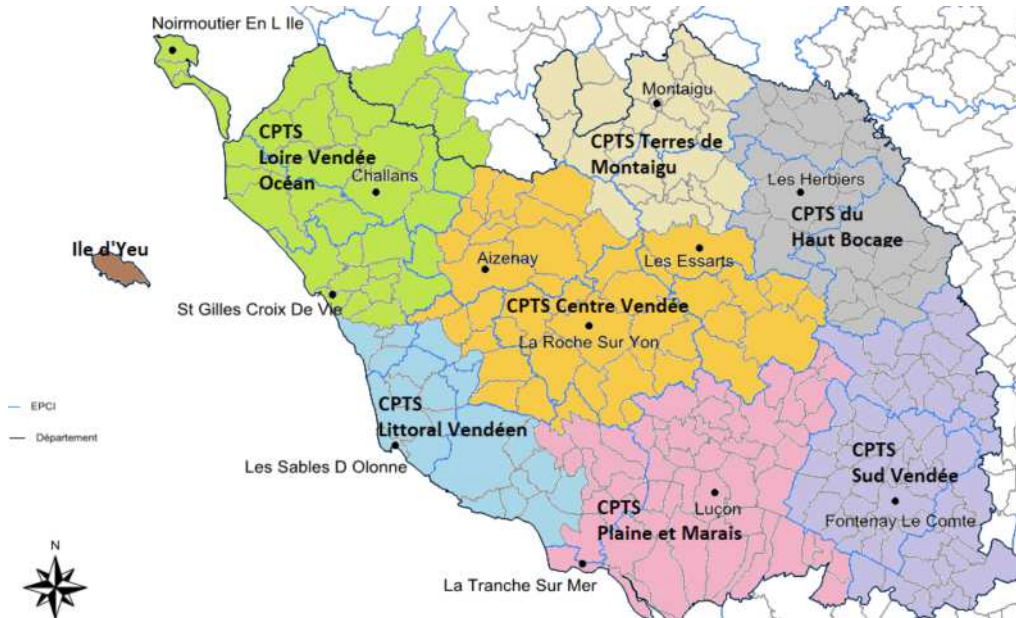 Noirmoutier En L Ile
Montaigu
CPTS
Loire Vendée
Océan
CPTS Terres de
Montaigu
Challans
Les Herbiers
CPTS du
Haut Bocage
Ile d'Yeu
Aizenay
Les Essarts
St Gilles Croix De Vie
CPTS Centre Vendée
La Roche Sur Yon
EPCI
Département
CPTS
Littoral Vendéen
Les Sables D Olonne
CPTS
Sud Vendée
Luçon
CPTS
Plaine et Marais
Fontenay Le Comte
N
La Tranche Sur Mer